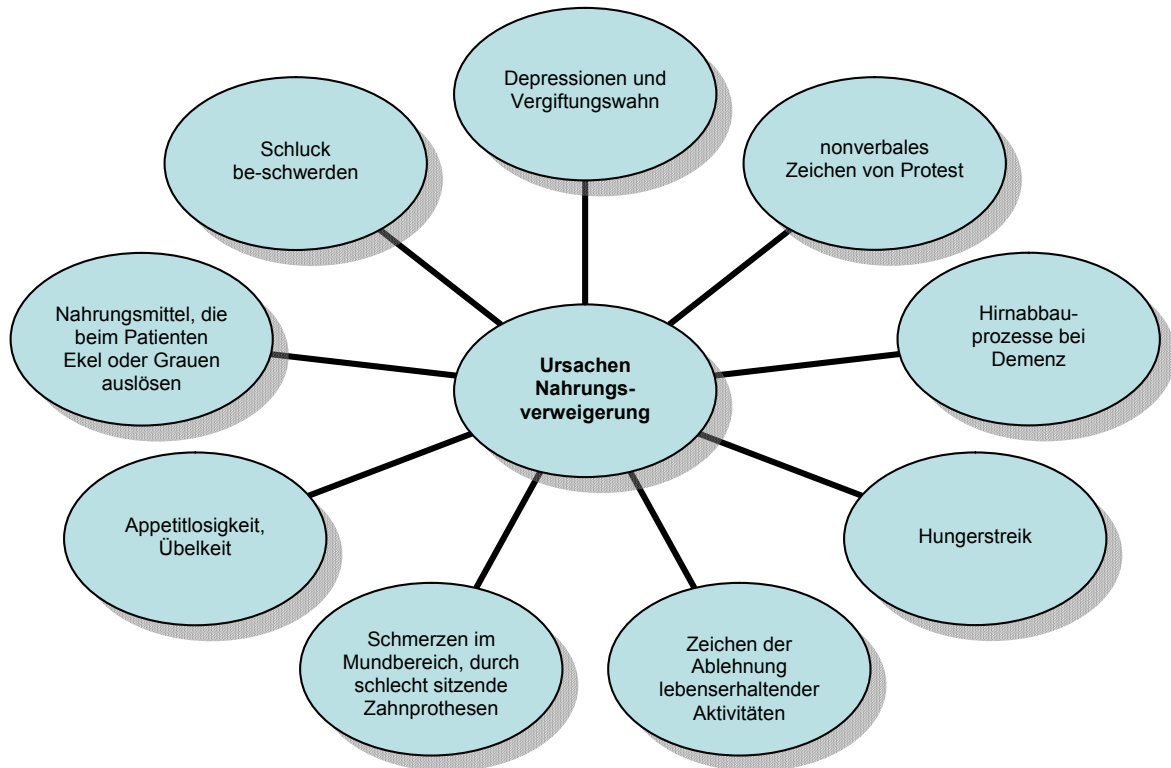 Depressionen und
Vergiftungswahn
nonverbales
Zeichen von Protest
Hirnabbau-
prozesse bei
Demenz
Hungerstreik
Zeichen der
Ablehnung
lebenserhaltender
Aktivitäten
Schmerzen im
Mundbereich, durch
schlecht sitzende
Zahnprothesen
Appetitlosigkeit,
Übelkeit
Nahrungsmittel, die
beim Patienten
Ekel oder Grauen
auslösen
Schluck
be-schwerden
Ursachen
Nahrungs-
verweigerung